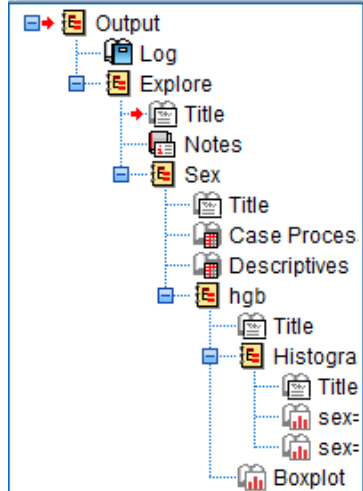 Output
Log
Explore
Title
Notes
Sex
Title
Case Proces
Descriptives
hgb
Title
Histogra
Title
sex=
sex=
Boxplot